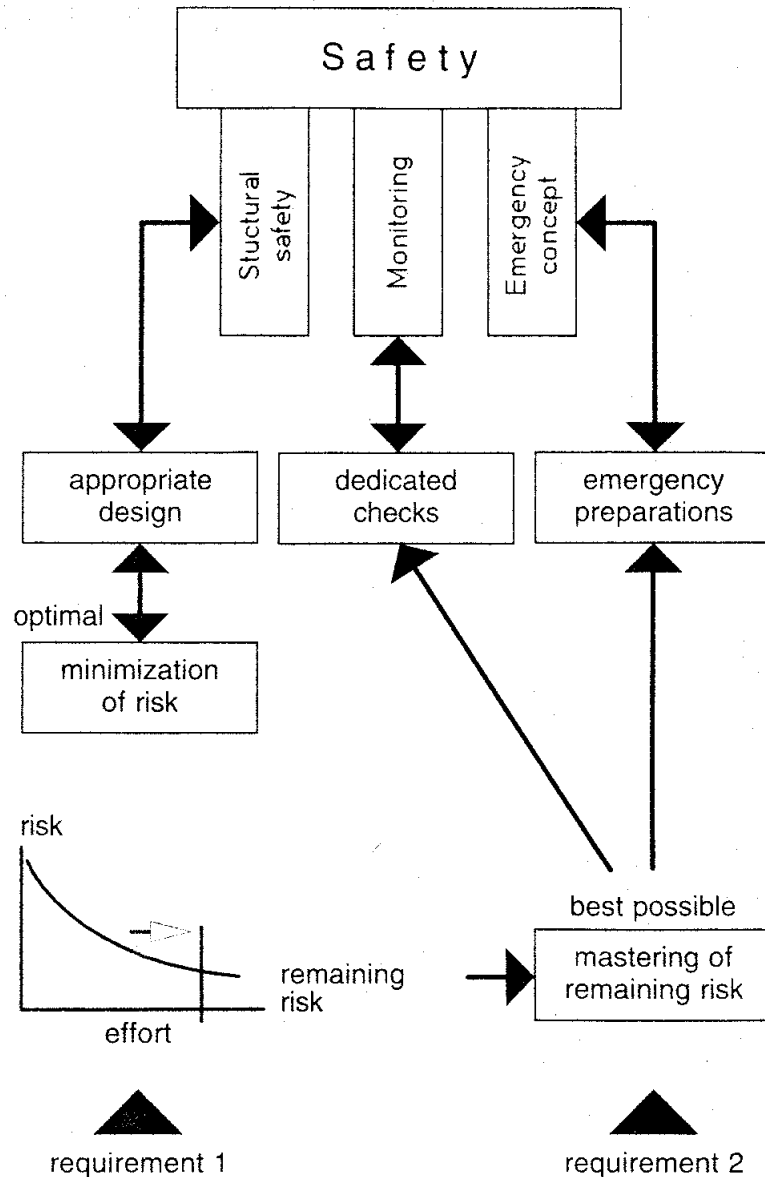 Safety
Stuctural
safety
Monitoring
Emergency
concept
appropriate
design
dedicated
checks
emergency
preparations
optimal
minimization
of risk
risk
effort
remaining
risk
best possible
mastering of
remaining risk
requirement 1
requirement 2